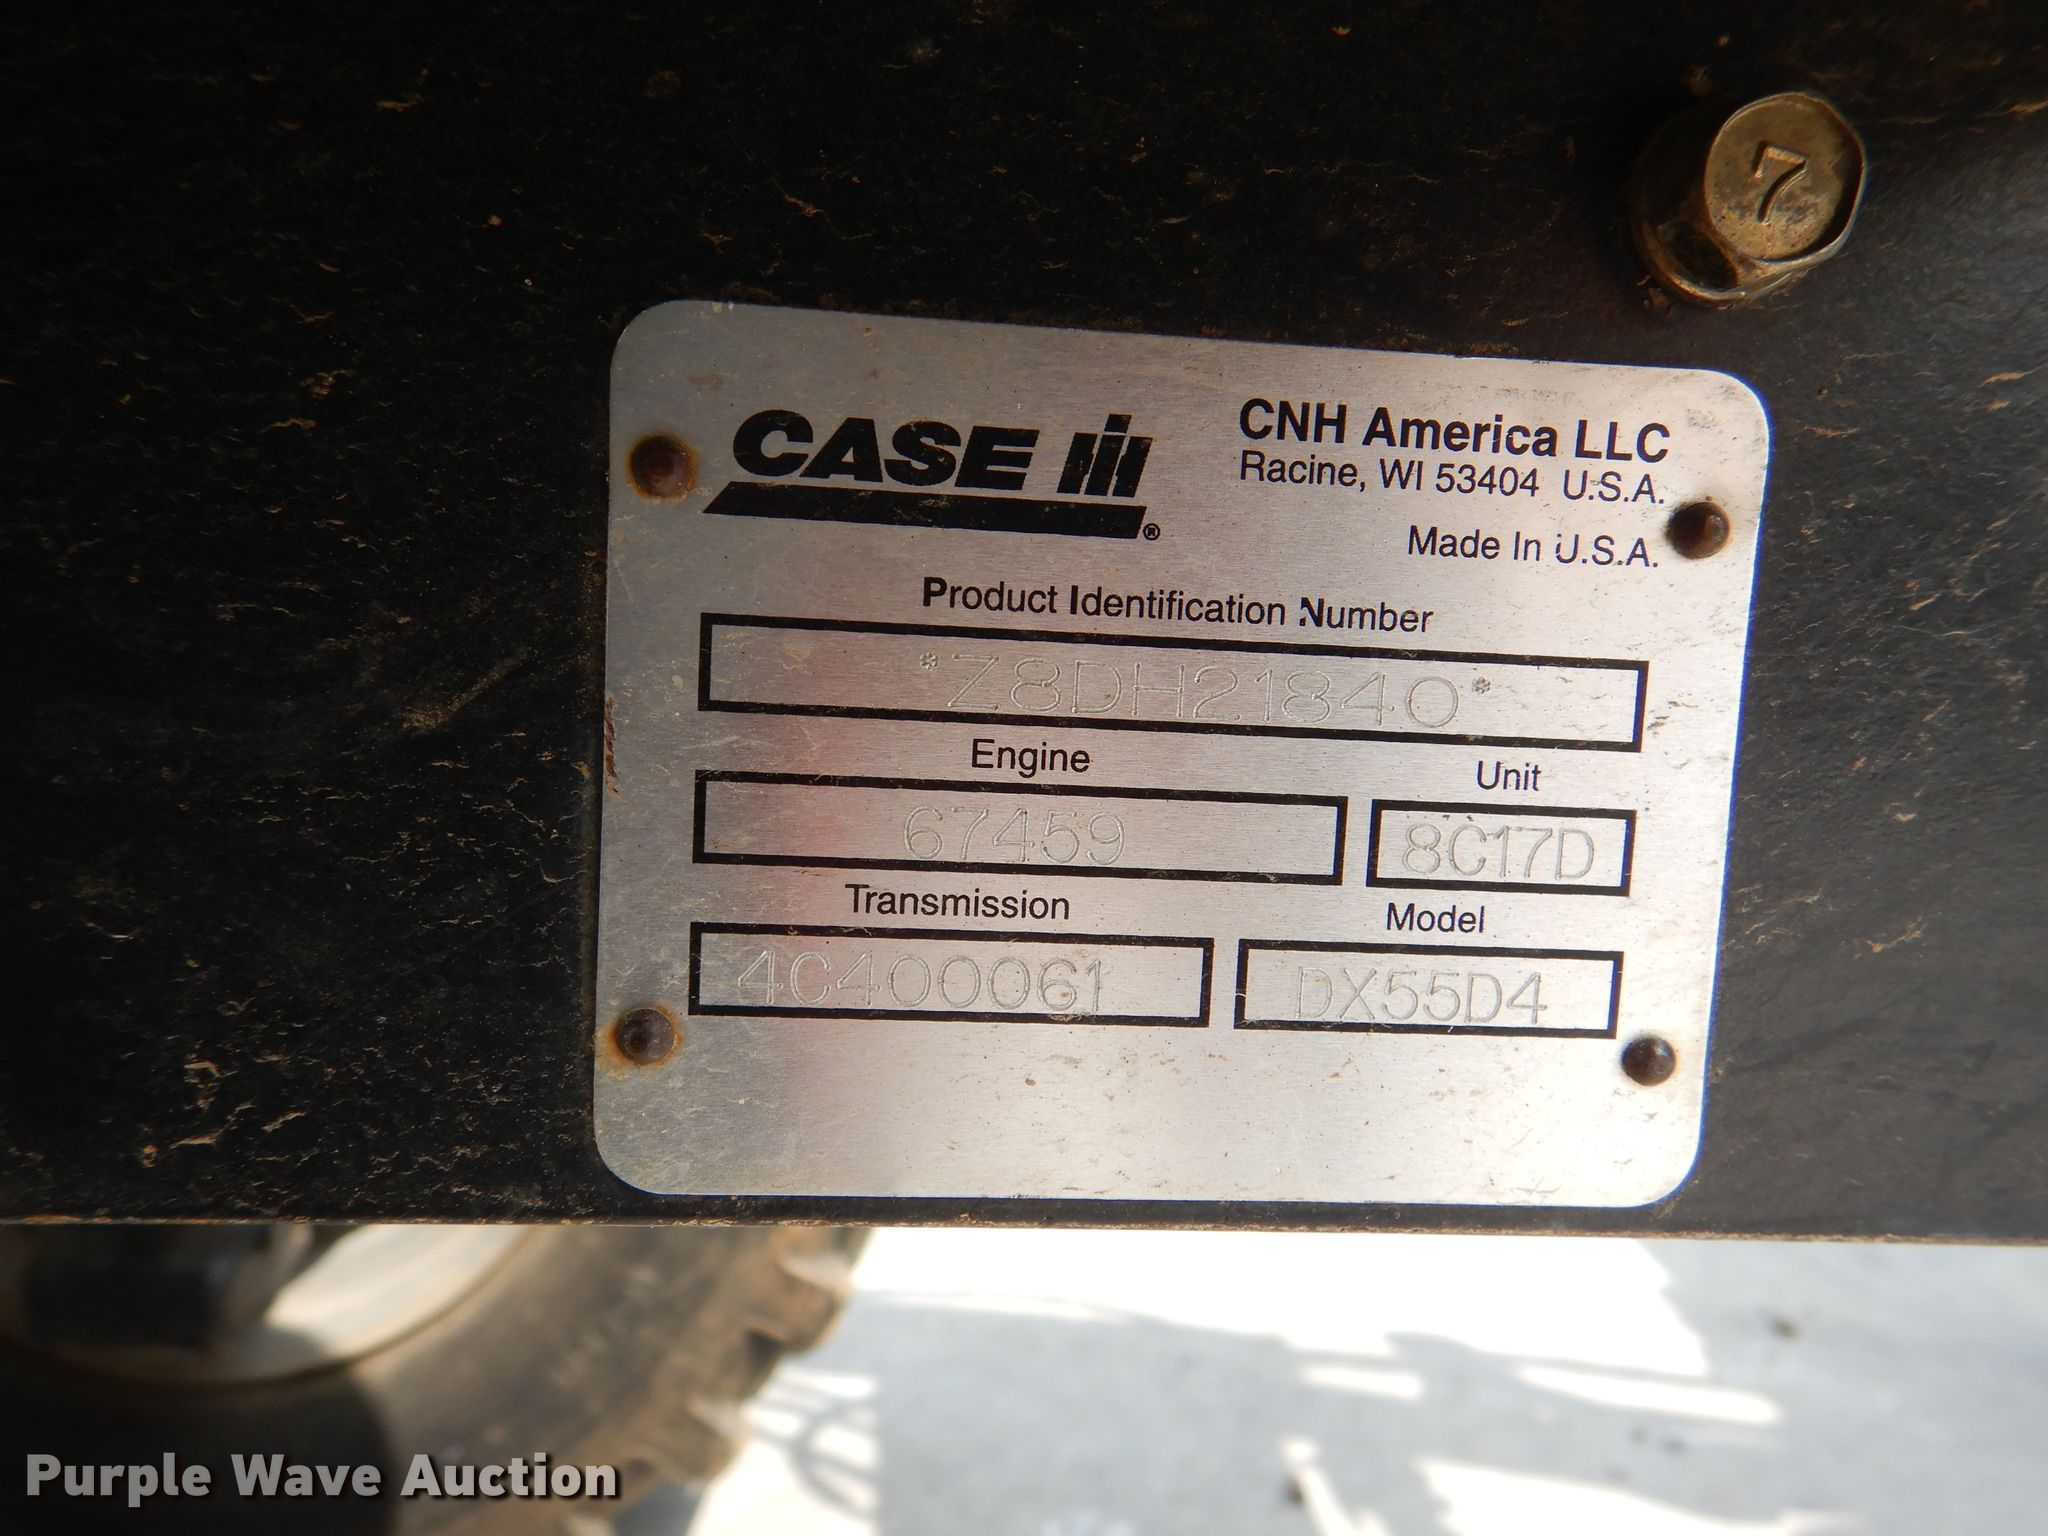 7
CASE IH®
CNH America LLC
Racine, WI 53404 U.S.A.
Made In U.S.A.
Product Identification Number
*Z8DH21840*
Engine
67459
Unit
8C17D
Transmission
4C400061
Model
DX55D4
Purple Wave Auction